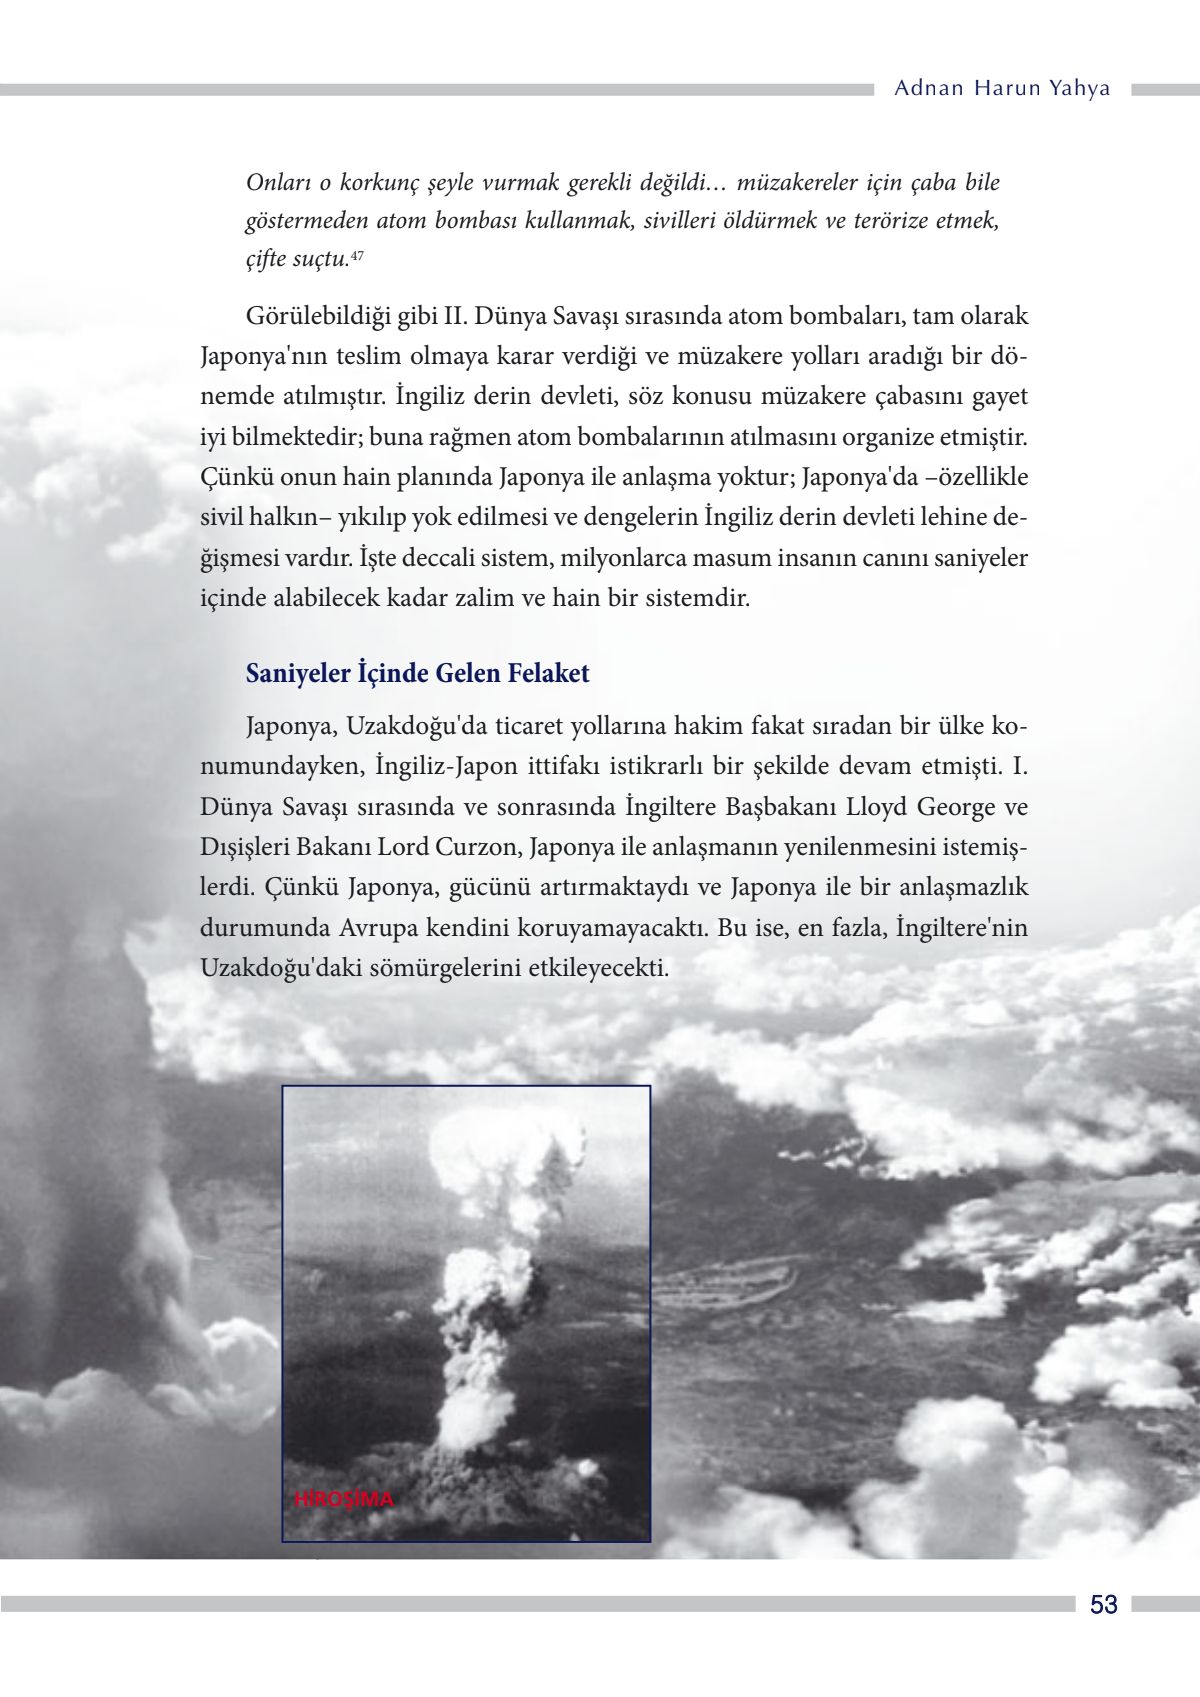 Adnan Harun Yahya
Onları o korkunç şeyle vurmak gerekli değildi… müzakereler için çaba bile
göstermeden atom bombası kullanmak, sivilleri öldürmek ve terörize etmek,
çifte suçtu.47
Görülebildiği gibi II. Dünya Savaşı sırasında atom bombaları, tam olarak
Japonya'nın teslim olmaya karar verdiği ve müzakere yolları aradığı bir dö-
nemde atılmıştır. İngiliz derin devleti, söz konusu müzakere çabasını gayet
iyi bilmektedir; buna rağmen atom bombalarının atılmasını organize etmiştir.
Çünkü onun hain planında Japonya ile anlaşma yoktur; Japonya'da –özellikle
sivil halkın– yıkılıp yok edilmesi ve dengelerin İngiliz derin devleti lehine de-
ğişmesi vardır. İşte deccali sistem, milyonlarca masum insanın canını saniyeler
içinde alabilecek kadar zalim ve hain bir sistemdir.
Saniyeler İçinde Gelen Felaket
Japonya, Uzakdoğu'da ticaret yollarına hakim fakat sıradan bir ülke ko-
numundayken, İngiliz-Japon ittifakı istikrarlı bir şekilde devam etmişti. I.
Dünya Savaşı sırasında ve sonrasında İngiltere Başbakanı Lloyd George ve
Dışişleri Bakanı Lord Curzon, Japonya ile anlaşmanın yenilenmesini istemiş-
lerdi. Çünkü Japonya, gücünü artırmaktaydı ve Japonya ile bir anlaşmazlık
durumunda Avrupa kendini koruyamayacaktı. Bu ise, en fazla, İngiltere'nin
Uzakdoğu'daki sömürgelerini etkileyecekti.
HİROŞİMA
53